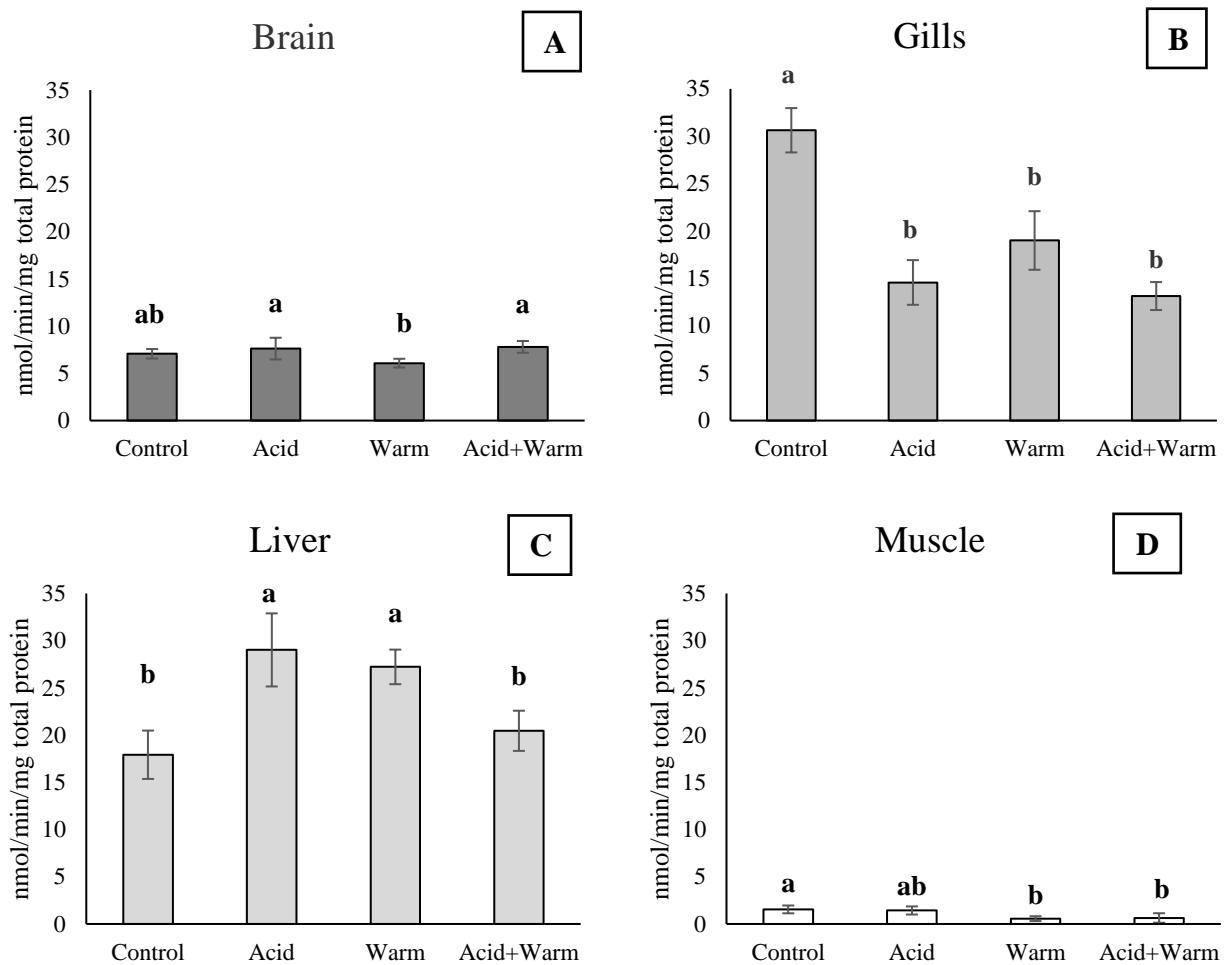 Brain
A
nmol/min/mg total protein
35
30
25
20
15
10
5
0
ab
a
b
a
Control Acid Warm Acid+Warm
Gills
B
nmol/min/mg total protein
35
30
25
20
15
10
5
0
a
b
b
b
Control Acid Warm Acid+Warm
Liver
C
nmol/min/mg total protein
35
30
25
20
15
10
5
0
b
a
a
b
Control Acid Warm Acid+Warm
Muscle
D
nmol/min/mg total protein
35
30
25
20
15
10
5
0
a
ab
b
b
Control Acid Warm Acid+Warm